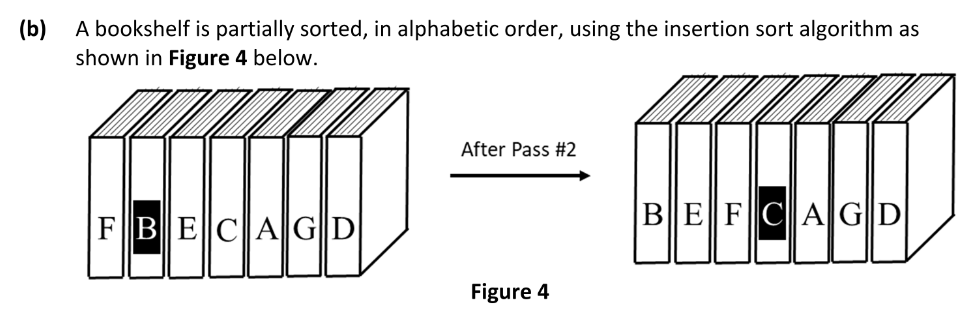 (b) A bookshelf is partially sorted, in alphabetic order, using the insertion sort algorithm as
shown in Figure 4 below.
After Pass #2
F B E C A G D
B E F C A G D
Figure 4